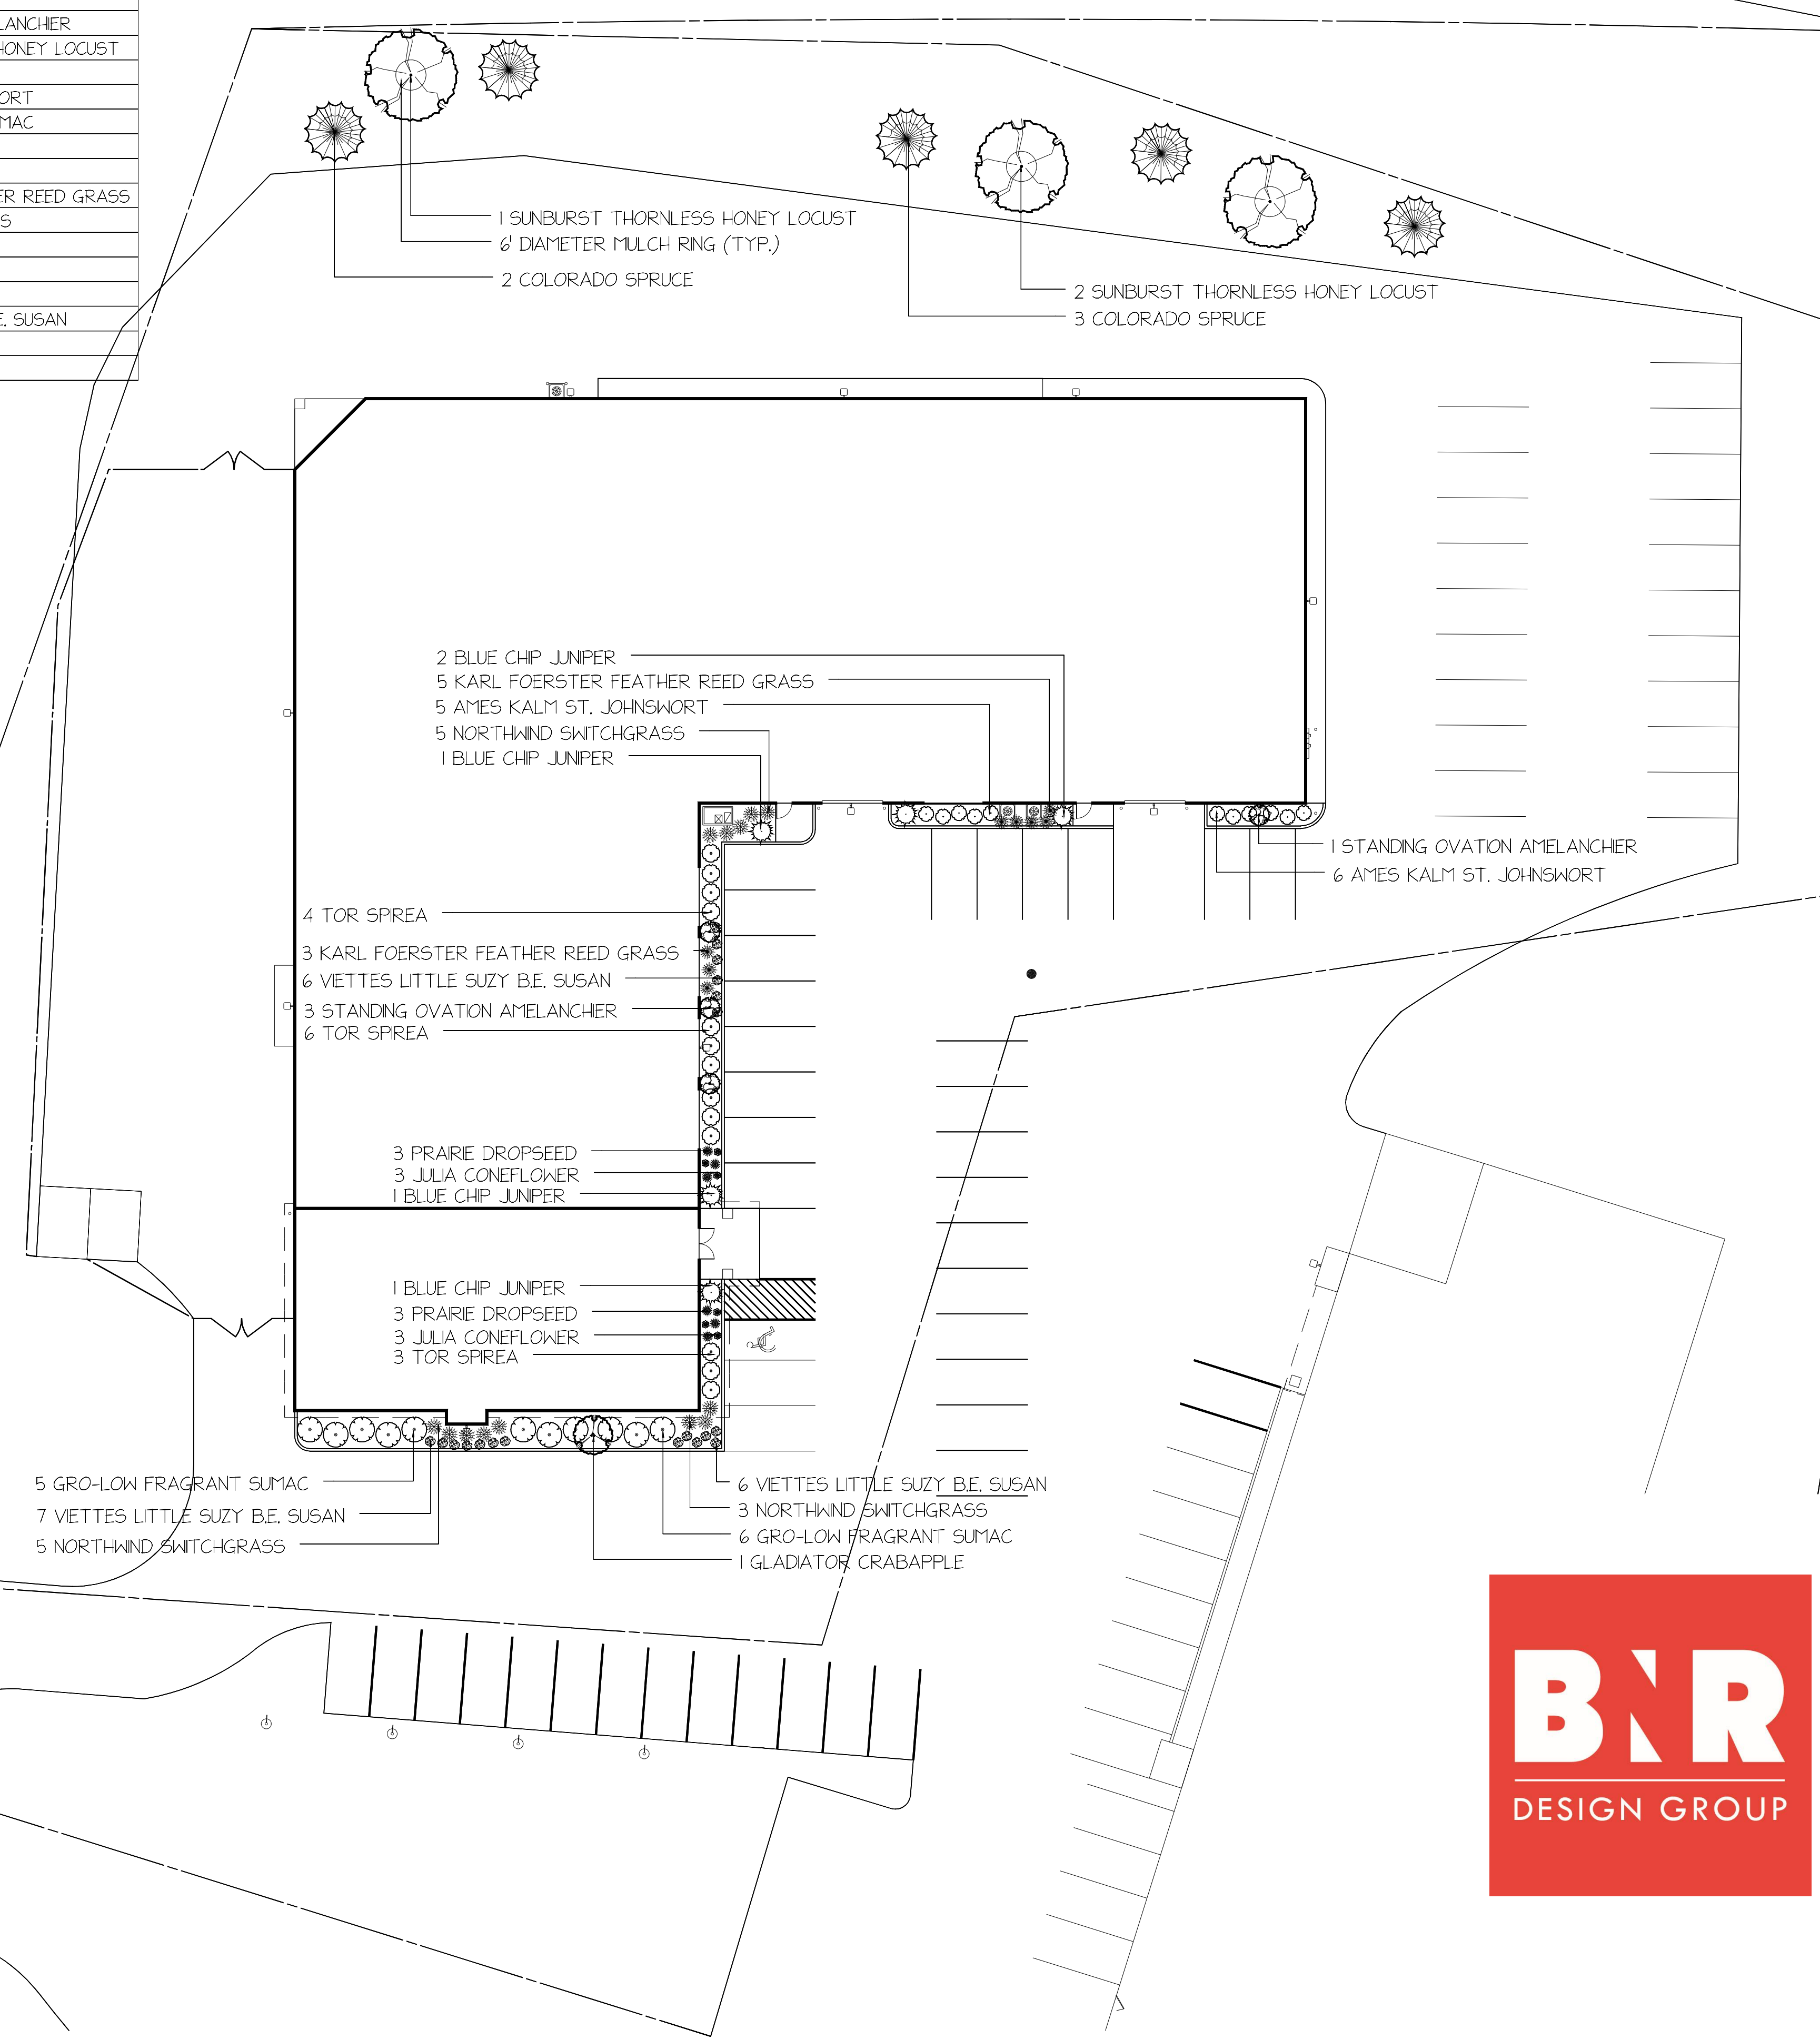 HONEY LOCUST
REED GRASS
SUSAN
1 SUNBURST THORNLESS HONEY LOCUST
6' DIAMETER MULCH RING (TYP.)
2 COLORADO SPRUCE
2 SUNBURST THORNLESS HONEY LOCUST
3 COLORADO SPRUCE
2 BLUE CHIP JUNIPER
5 KARL FOERSTER FEATHER REED GRASS
5 AMES KALM ST. JOHNSWORT
5 NORTHWIND SWITCHGRASS
1 BLUE CHIP JUNIPER
1 STANDING OVATION AMELANCHIER
6 AMES KALM ST. JOHNSWORT
4 TOR SPIREA
3 KARL FOERSTER FEATHER REED GRASS
6 VIETTES LITTLE SUZY B.E. SUSAN
3 STANDING OVATION AMELANCHIER
6 TOR SPIREA
3 PRAIRIE DROPSEED
3 JULIA CONEFLOWER
1 BLUE CHIP JUNIPER
1 BLUE CHIP JUNIPER
3 PRAIRIE DROPSEED
3 JULIA CONEFLOWER
3 TOR SPIREA
5 GRO-LOW FRAGRANT SUMAC
7 VIETTES LITTLE SUZY B.E. SUSAN
5 NORTHWIND SWITCHGRASS
6 VIETTES LITTLE SUZY B.E. SUSAN
3 NORTHWIND SWITCHGRASS
6 GRO-LOW FRAGRANT SUMAC
1 GLADIATOR CRABAPPLE
BNR
DESIGN GROUP